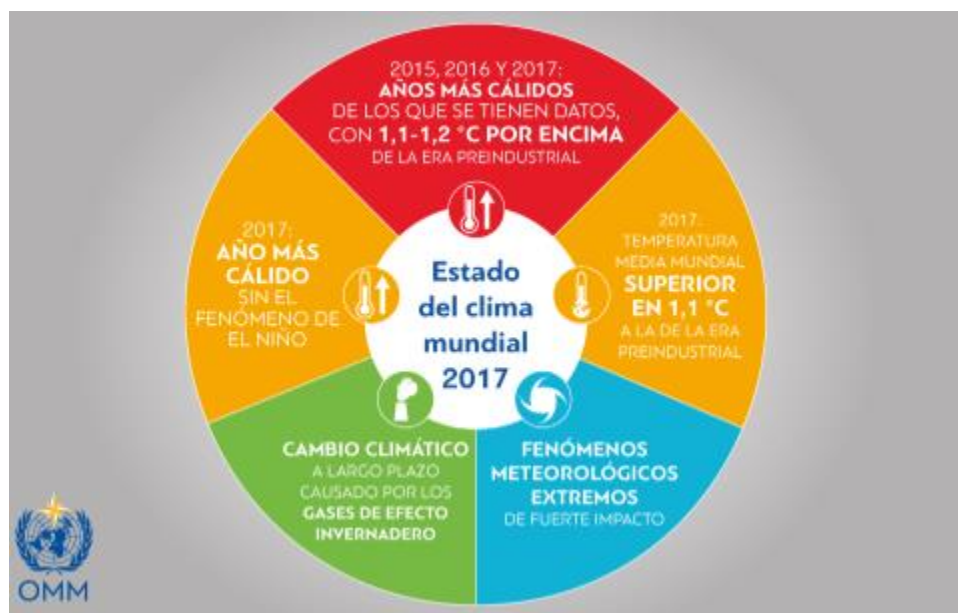 2015, 2016 Y 2017:
AÑOS MÁS CÁLIDOS
DE LOS QUE SE TIENEN DATOS,
CON 1,1-1,2 °C POR ENCIMA
DE LA ERA PREINDUSTRIAL
2017:
AÑO MÁS
CÁLIDO
SIN EL
FENÓMENO DE
EL NIÑO
Estado
del clima
mundial
2017
2017:
TEMPERATURA
MEDIA MUNDIAL
SUPERIOR
EN 1,1 °C
A LA DE LA ERA
PREINDUSTRIAL
CAMBIO CLIMÁTICO
A LARGO PLAZO
CAUSADO POR LOS
GASES DE EFECTO
INVERNADERO
FENÓMENOS
METEOROLÓGICOS
EXTREMOS
DE FUERTE IMPACTO
OMM